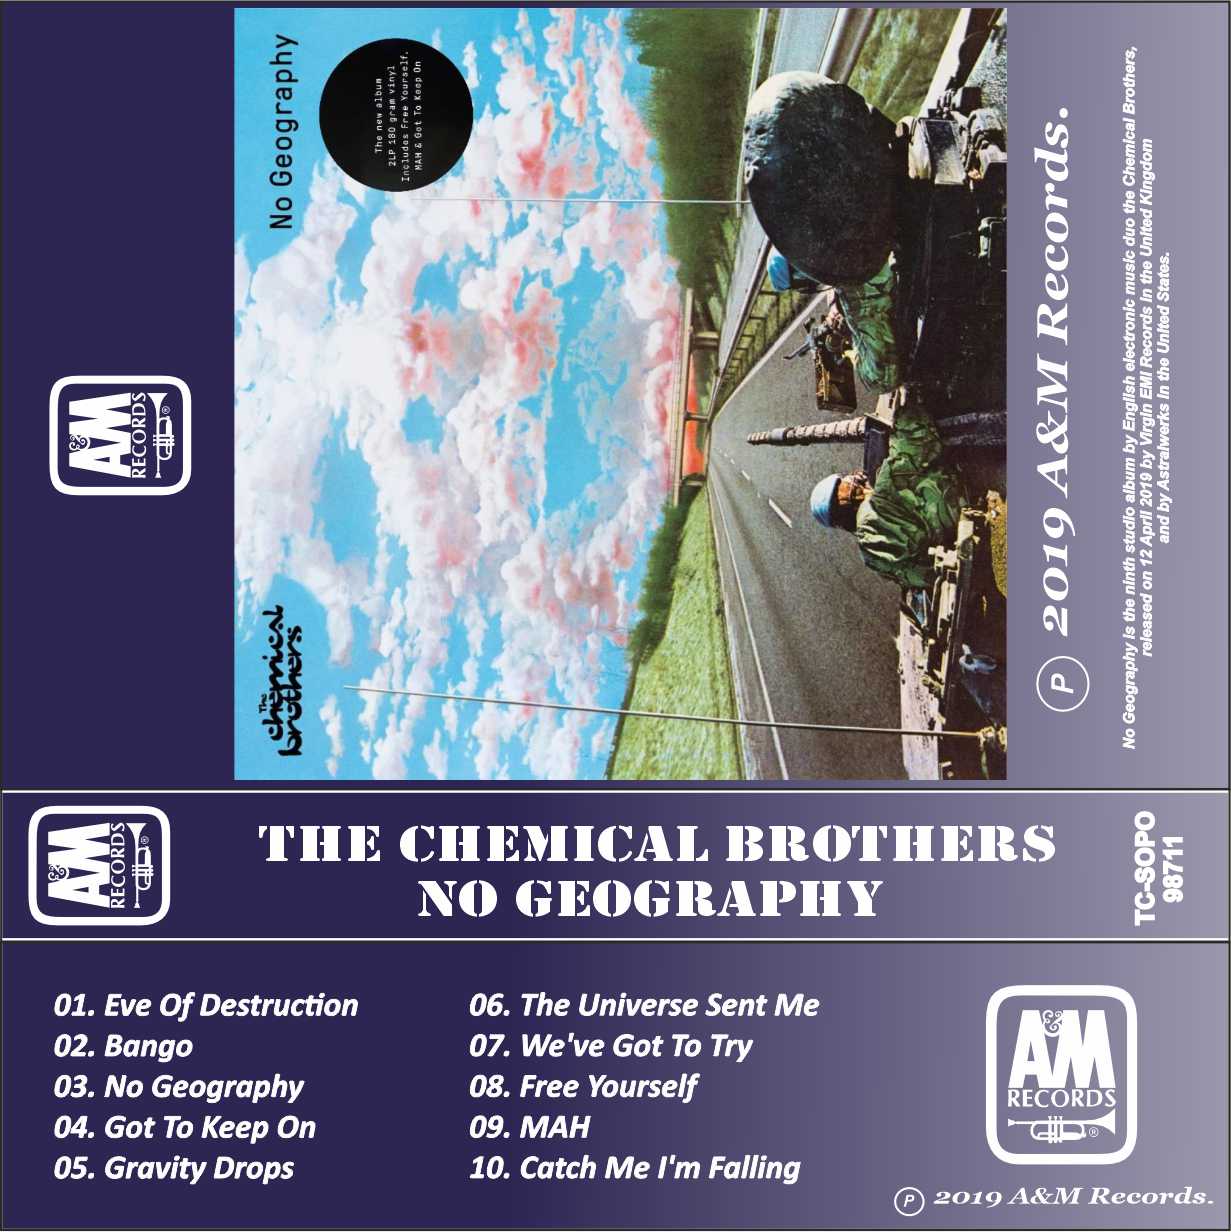 No Geography
The new album
2LP 180 gram vinyl
Includes Free Yourself,
MAH & Got To Keep On
The
chemical
brothers
A&M
RECORDS
®
P 2019 A&M Records.
No Geography is the ninth studio album by English electronic music duo the Chemical Brothers,
released on 12 April 2019 by Virgin EMI Records in the United Kingdom
and by Astralwerks in the United States.
A&M
RECORDS
®
THE CHEMICAL BROTHERS
NO GEOGRAPHY
TC-SOPO
98711
01. Eve Of Destruction
02. Bango
03. No Geography
04. Got To Keep On
05. Gravity Drops
06. The Universe Sent Me
07. We've Got To Try
08. Free Yourself
09. MAH
10. Catch Me I'm Falling
A&M
RECORDS
®
P 2019 A&M Records.